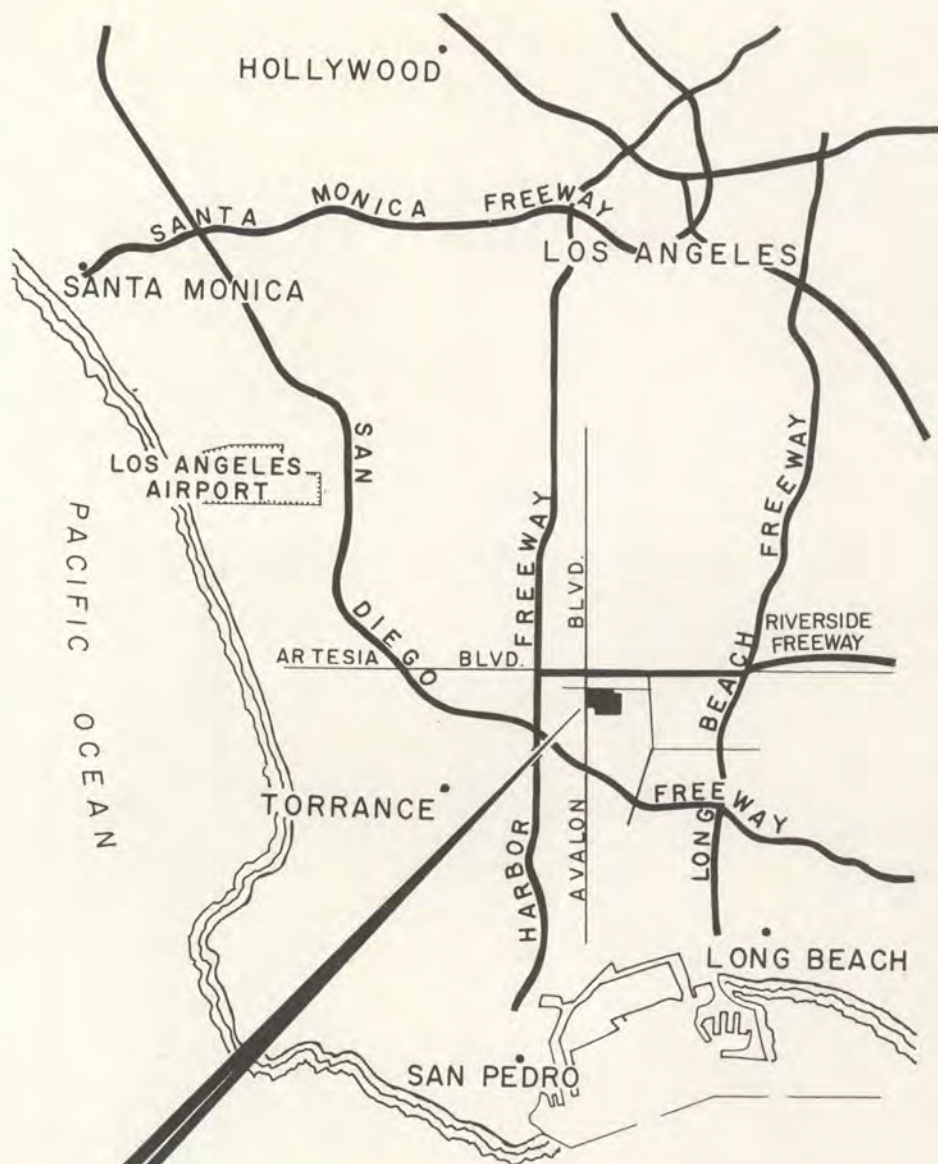 HOLLYWOOD
SANTA MONICA FREEWAY
LOS ANGELES
SANTA MONICA
SAN DIEGO FREEWAY
LOS ANGELES
AIRPORT
PACIFIC OCEAN
HARBOR FREEWAY
AVALON BLVD.
LONG BEACH FREEWAY
RIVERSIDE
FREEWAY
ARTESIA BLVD.
TORRANCE
LONG BEACH
SAN PEDRO